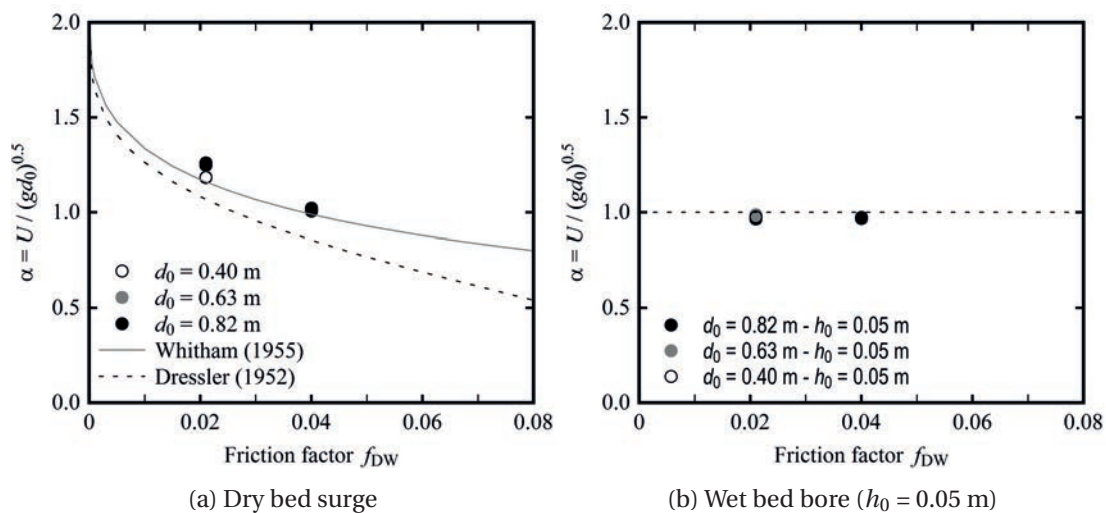 2.0
1.5
1.0
0.5
0.0
α = U / (gd₀)^0.5
d₀ = 0.40 m
d₀ = 0.63 m
d₀ = 0.82 m
Whitham (1955)
Dressler (1952)
0 0.02 0.04 0.06 0.08
Friction factor f_DW
(a) Dry bed surge
2.0
1.5
1.0
0.5
0.0
α = U / (gd₀)^0.5
d₀ = 0.82 m - h₀ = 0.05 m
d₀ = 0.63 m - h₀ = 0.05 m
d₀ = 0.40 m - h₀ = 0.05 m
0 0.02 0.04 0.06 0.08
Friction factor f_DW
(b) Wet bed bore (h₀ = 0.05 m)